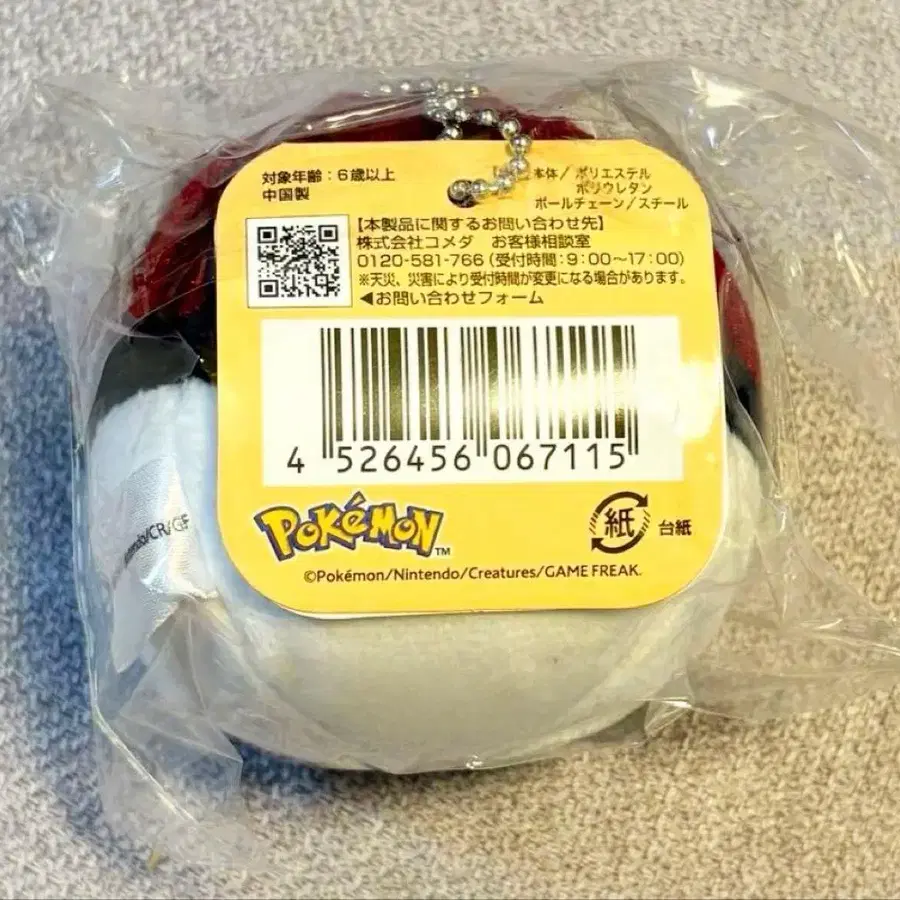 対象年齢：6歳以上
中国製
本体／ポリエステル
ポリウレタン
ボールチェーン／スチール
【本製品に関するお問い合わせ先】
株式会社コメダ　お客様相談室
0120-581-766（受付時間：9：00～17：00）
※天災、災害により受付時間が変更になる場合があります。
◀お問い合わせフォーム
4 526456 067115
POKéMON™
紙 台紙
©Pokémon/Nintendo/Creatures/GAME FREAK.
/CR/GF